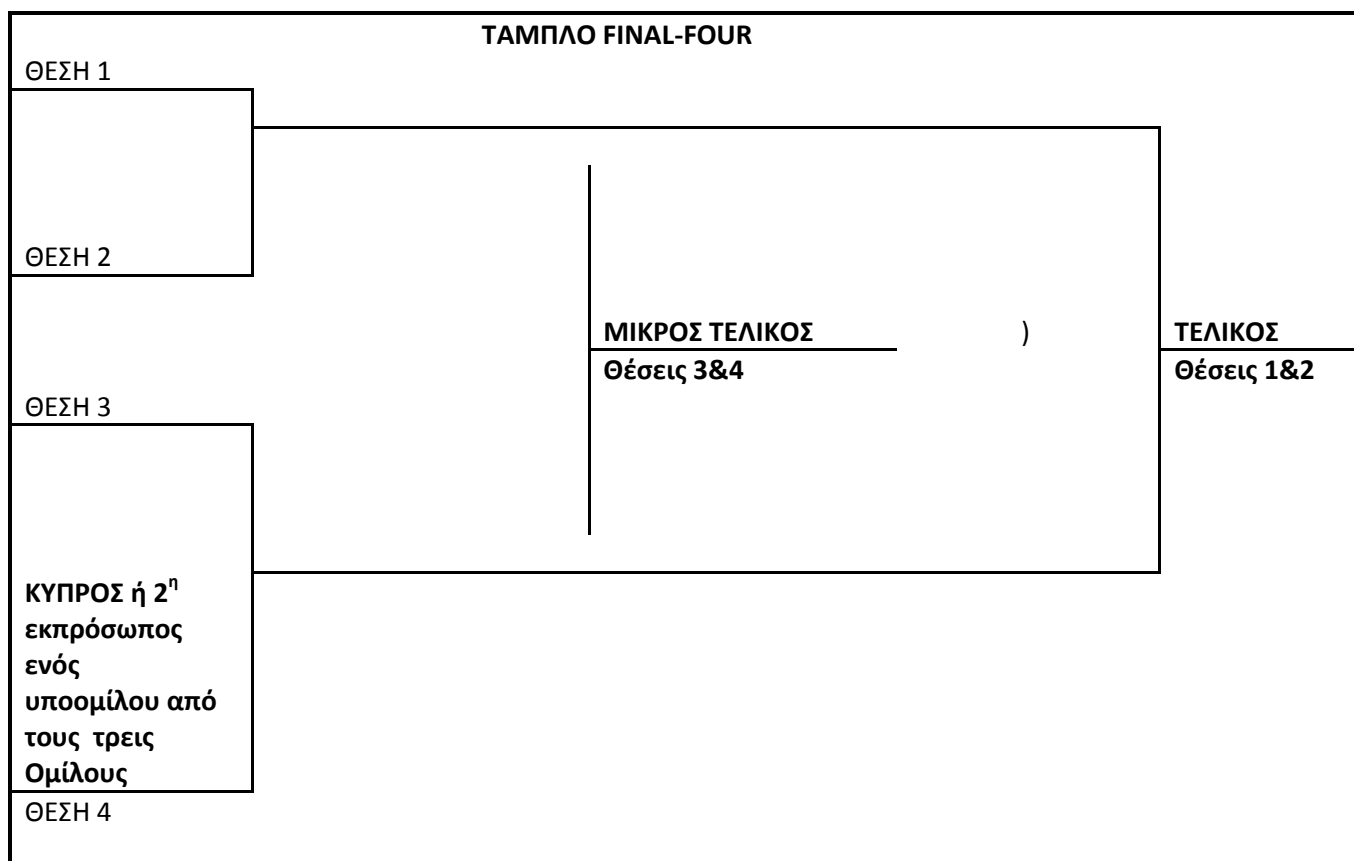 ΤΑΜΠΛΟ FINAL-FOUR
ΘΕΣΗ 1
ΘΕΣΗ 2
ΜΙΚΡΟΣ ΤΕΛΙΚΟΣ )
Θέσεις 3&4
ΤΕΛΙΚΟΣ
Θέσεις 1&2
ΘΕΣΗ 3
ΚΥΠΡΟΣ ή 2η
εκπρόσωπος
ενός
υποομίλου από
τους τρεις
Ομίλους
ΘΕΣΗ 4